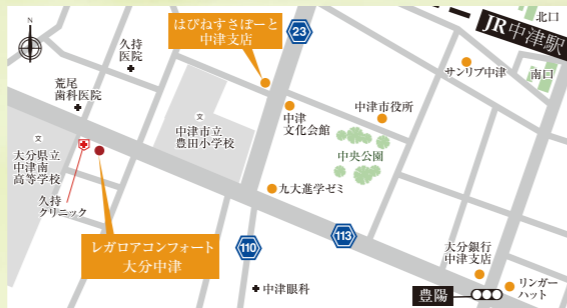 N
はぴねすさぽーと
中津支店
23
JR中津駅
北口
南口
久持
医院
荒尾
歯科医院
サンリブ中津
文
中津市立
豊田小学校
中津
文化会館
中津市役所
中央公園
文
大分県立
中津南
高等学校
久持
クリニック
九大進学ゼミ
レガロアコンフォート
大分中津
110
113
大分銀行
中津支店
中津眼科
豊陽
リンガー
ハット